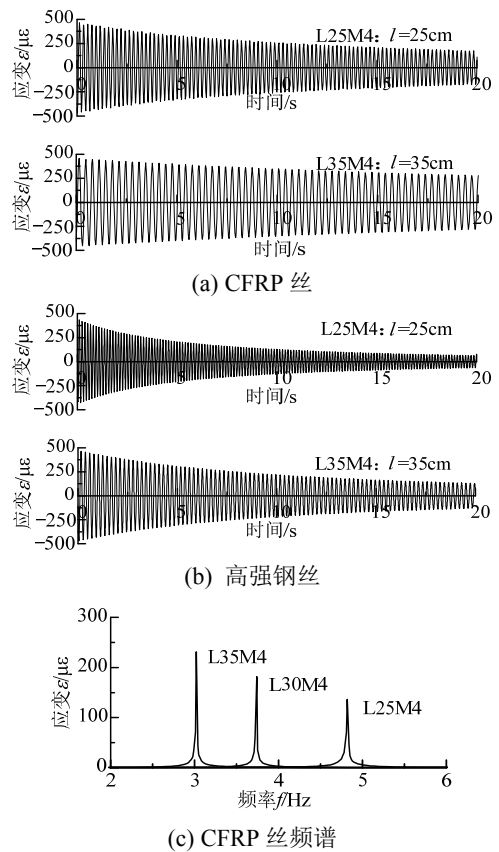 500
250
0
−250
−500
应变ε/με
L25M4：l=25cm
0 5 10 15 20
时间/s
500
250
0
−250
−500
应变ε/με
L35M4：l=35cm
0 5 10 15 20
时间/s
(a) CFRP 丝
500
250
0
−250
−500
应变ε/με
L25M4：l=25cm
0 5 10 15 20
时间/s
500
250
0
−250
−500
应变ε/με
L35M4：l=35cm
0 5 10 15 20
时间/s
(b) 高强钢丝
300
200
100
0
应变ε/με
L35M4
L30M4
L25M4
2 3 4 5 6
频率f/Hz
(c) CFRP 丝频谱